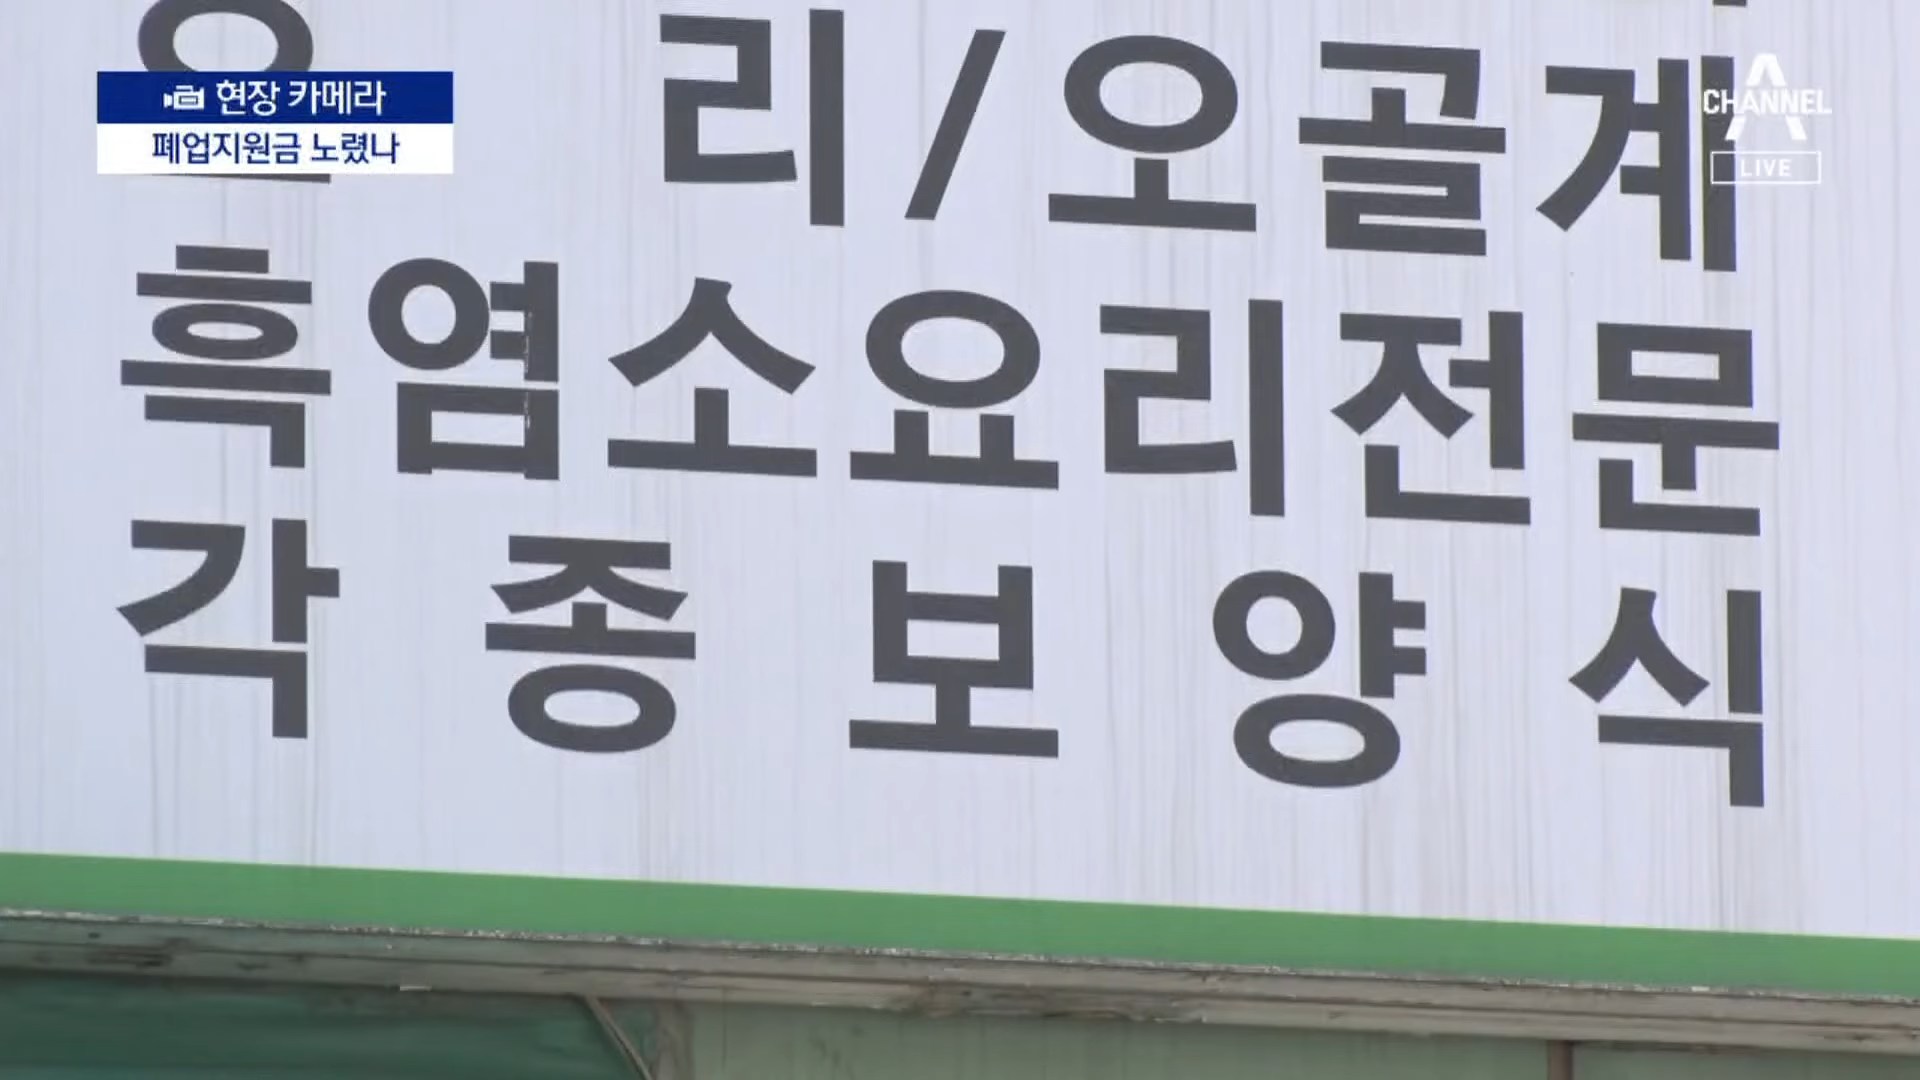 현장 카메라
폐업지원금 노렸나
CHANNEL A
LIVE
오 리/오골계
흑염소요리전문
각종보양식